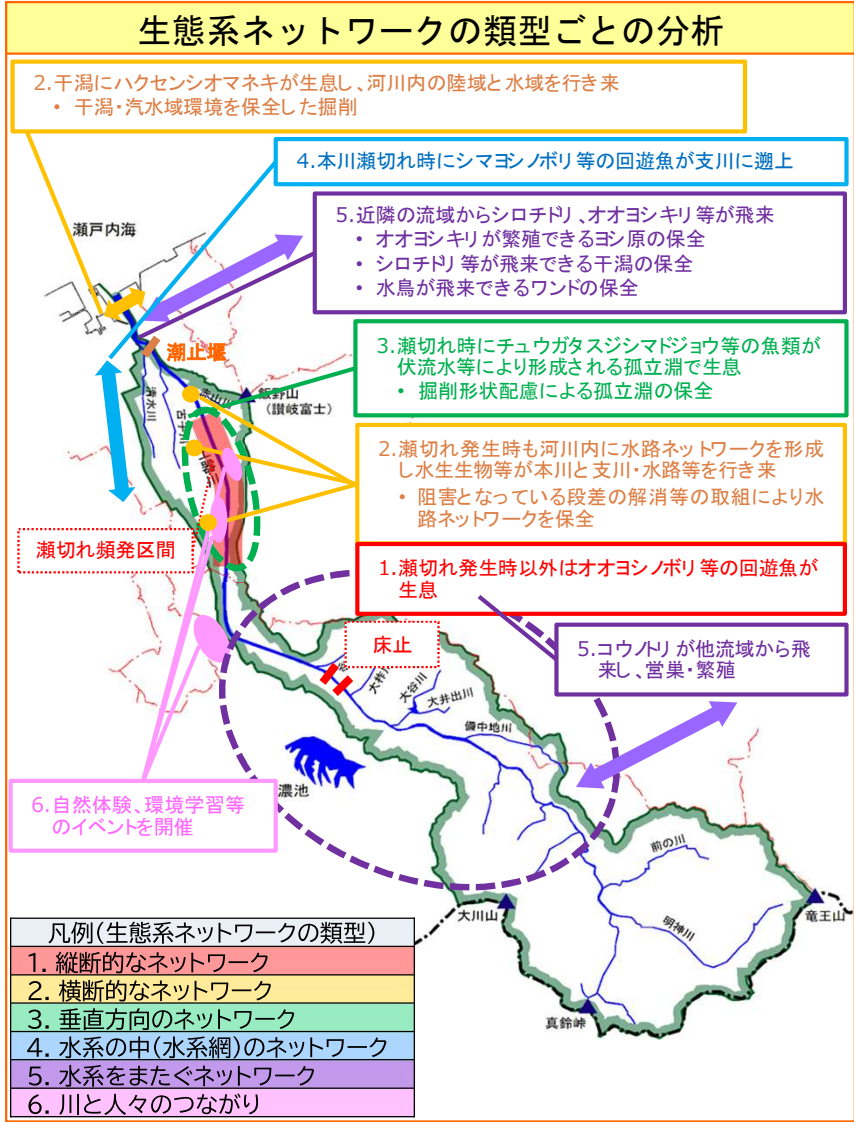 生態系ネットワークの類型ごとの分析
2.干潟にハクセンシオマネキが生息し、河川内の陸域と水域を行き来
• 干潟・汽水域環境を保全した掘削
4.本川瀬切れ時にシマヨシノボリ等の回遊魚が支川に遡上
瀬戸内海
5.近隣の流域からシロチドリ、オオヨシキリ等が飛来
• オオヨシキリが繁殖できるヨシ原の保全
• シロチドリ等が飛来できる干潟の保全
• 水鳥が飛来できるワンドの保全
潮止堰
3.瀬切れ時にチュウガタスジシマドジョウ等の魚類が
伏流水等により形成される孤立淵で生息
• 掘削形状配慮による孤立淵の保全
飯野山
(讃岐富士)
清水川
古子川
2.瀬切れ発生時も河川内に水路ネットワークを形成
し水生生物等が本川と支川・水路等を行き来
• 阻害となっている段差の解消等の取組により水
路ネットワークを保全
瀬切れ頻発区間
1.瀬切れ発生時以外はオオヨシノボリ等の回遊魚が
生息
床止
5.コウノトリが他流域から飛
来し、営巣・繁殖
大柞川
大谷川
大井出川
備中地川
濃池
6.自然体験、環境学習等
のイベントを開催
前の川
明神川
大川山
竜王山
真鈴峠
凡例(生態系ネットワークの類型)
1. 縦断的なネットワーク
2. 横断的なネットワーク
3. 垂直方向のネットワーク
4. 水系の中(水系網)のネットワーク
5. 水系をまたぐネットワーク
6. 川と人々のつながり